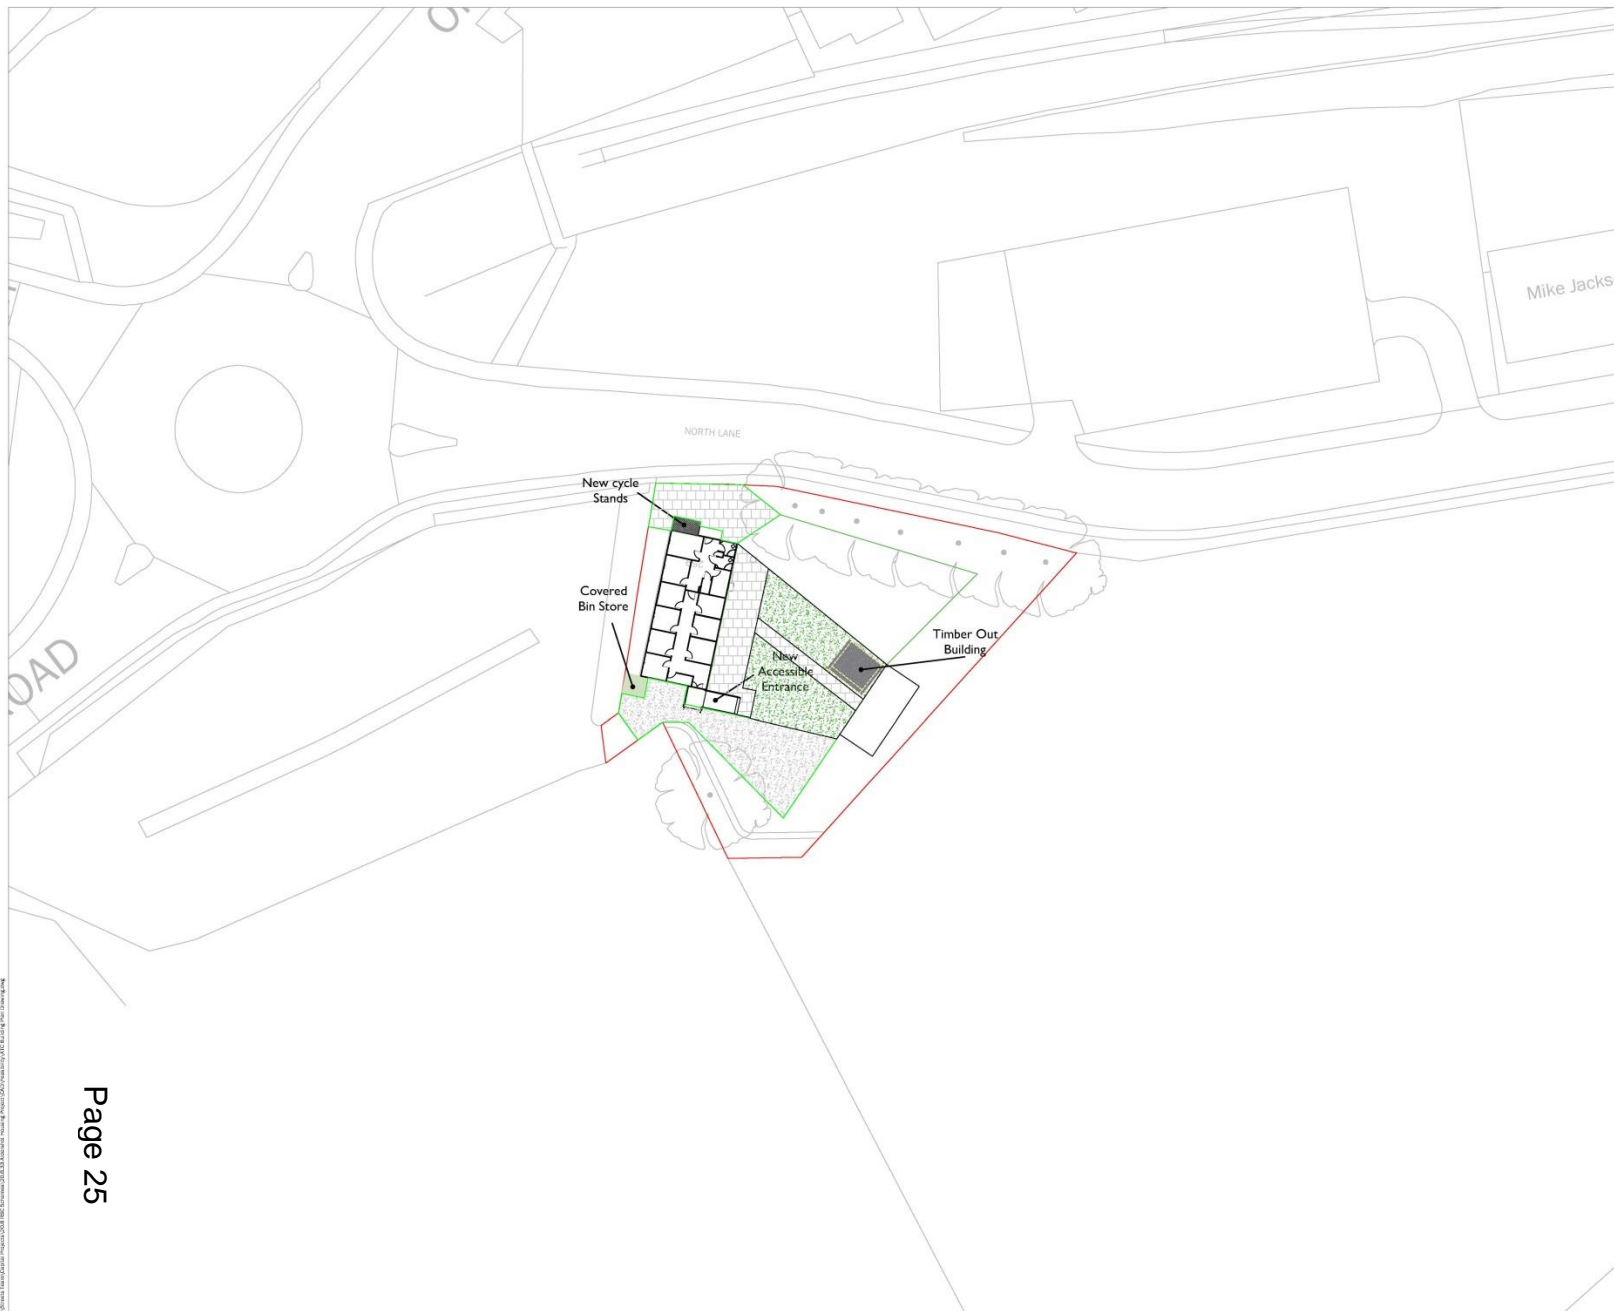 Mike Jacks
NORTH LANE
New cycle
Stands
Covered
Bin Store
Timber Out
Building
New
Accessible
Entrance
OAD
Page 25